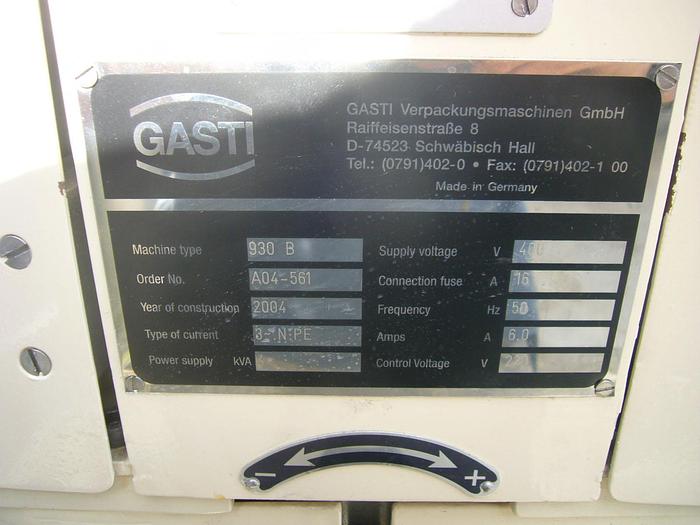 GASTI
GASTI Verpackungsmaschinen GmbH
Raiffeisenstraße 8
D-74523 Schwäbisch Hall
Tel.: (0791)402-0 • Fax: (0791)402-1 00
Made in Germany
Machine type 930 B
Order No. A04-561
Year of construction 2004
Type of current 3~N·PE
Power supply kVA
Supply voltage V 400
Connection fuse A 16
Frequency Hz 50
Amps A 6.0
Control Voltage V
- +